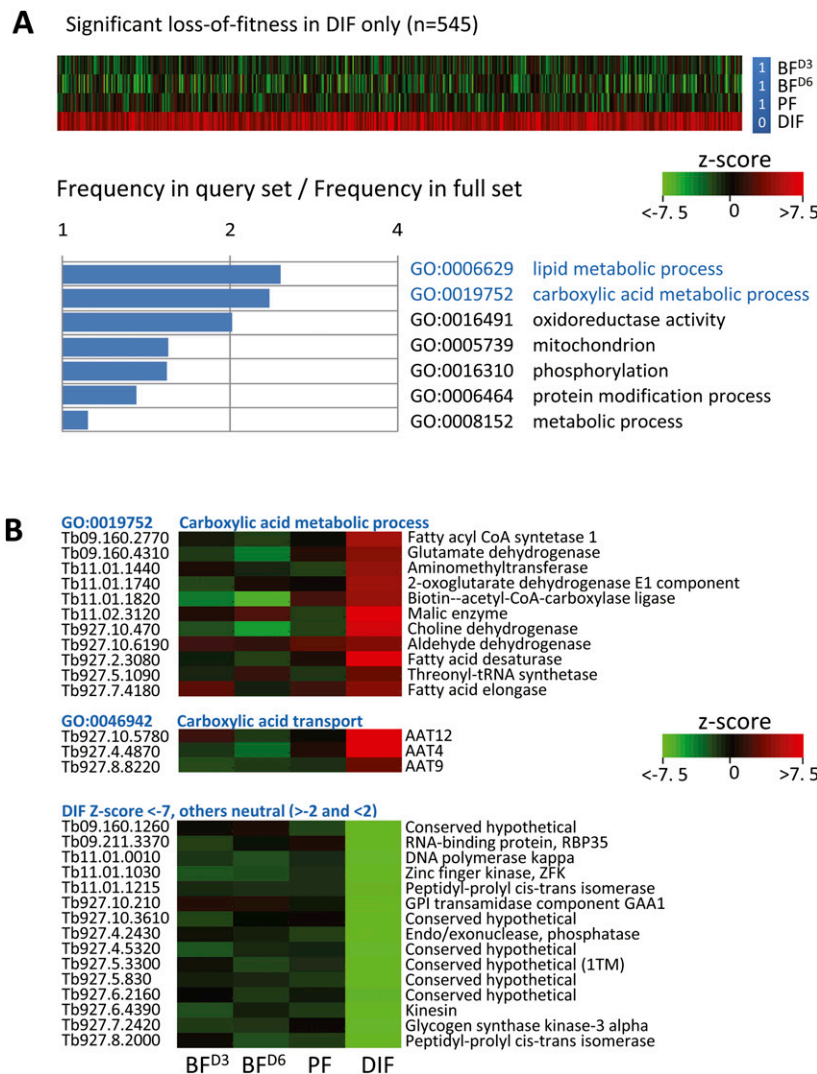 A
Significant loss-of-fitness in DIF only (n=545)
1 BF^D3
1 BF^D6
1 PF
0 DIF
z-score
<-7.5 0 >7.5
Frequency in query set / Frequency in full set
1 2 4
GO:0006629 lipid metabolic process
GO:0019752 carboxylic acid metabolic process
GO:0016491 oxidoreductase activity
GO:0005739 mitochondrion
GO:0016310 phosphorylation
GO:0006464 protein modification process
GO:0008152 metabolic process
B
GO:0019752 Carboxylic acid metabolic process
Tb09.160.2770 Fatty acyl CoA syntetase 1
Tb09.160.4310 Glutamate dehydrogenase
Tb11.01.1440 Aminomethyltransferase
Tb11.01.1740 2-oxoglutarate dehydrogenase E1 component
Tb11.01.1820 Biotin--acetyl-CoA-carboxylase ligase
Tb11.02.3120 Malic enzyme
Tb927.10.470 Choline dehydrogenase
Tb927.10.6190 Aldehyde dehydrogenase
Tb927.2.3080 Fatty acid desaturase
Tb927.5.1090 Threonyl-tRNA synthetase
Tb927.7.4180 Fatty acid elongase
GO:0046942 Carboxylic acid transport
Tb927.10.5780 AAT12
Tb927.4.4870 AAT4
Tb927.8.8220 AAT9
z-score
<-7.5 0 >7.5
DIF Z-score <-7, others neutral (>-2 and <2)
Tb09.160.1260 Conserved hypothetical
Tb09.211.3370 RNA-binding protein, RBP35
Tb11.01.0010 DNA polymerase kappa
Tb11.01.1030 Zinc finger kinase, ZFK
Tb11.01.1215 Peptidyl-prolyl cis-trans isomerase
Tb927.10.210 GPI transamidase component GAA1
Tb927.10.3610 Conserved hypothetical
Tb927.4.2430 Endo/exonuclease, phosphatase
Tb927.4.5320 Conserved hypothetical
Tb927.5.3300 Conserved hypothetical (1TM)
Tb927.5.830 Conserved hypothetical
Tb927.6.2160 Conserved hypothetical
Tb927.6.4390 Kinesin
Tb927.7.2420 Glycogen synthase kinase-3 alpha
Tb927.8.2000 Peptidyl-prolyl cis-trans isomerase
BF^D3 BF^D6 PF DIF